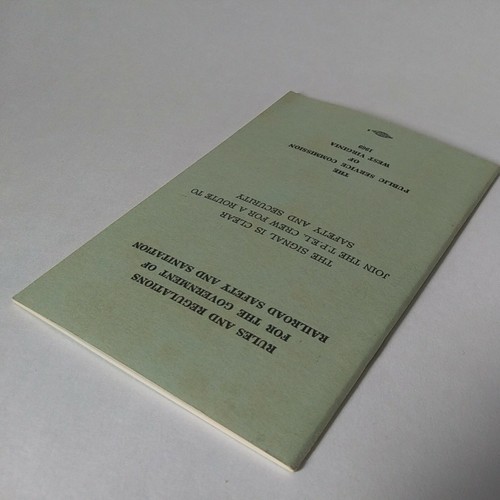 RULES AND REGULATIONS
FOR THE GOVERNMENT OF
RAILROAD SAFETY AND SANITATION
THE SIGNAL IS CLEAR
JOIN THE T.P.E.L. CREW FOR A ROUTE TO
SAFETY AND SECURITY
THE
PUBLIC SERVICE COMMISSION
OF
WEST VIRGINIA
1969